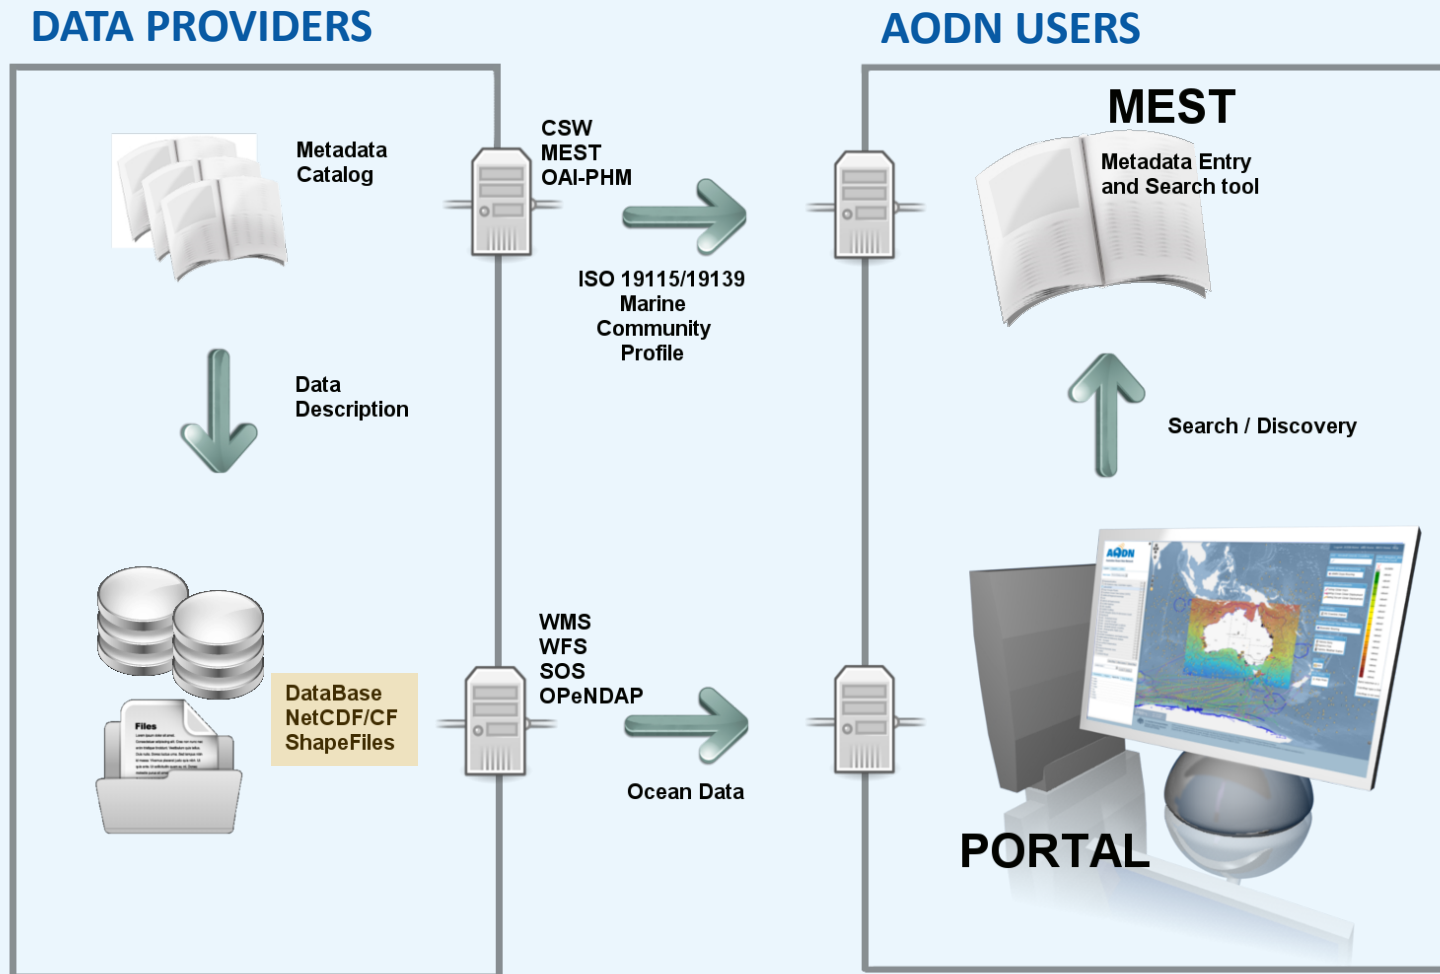 DATA PROVIDERS
AODN USERS
Metadata
Catalog
CSW
MEST
OAI-PHM
ISO 19115/19139
Marine
Community
Profile
MEST
Metadata Entry
and Search tool
Data
Description
Search / Discovery
Files
DataBase
NetCDF/CF
ShapeFiles
WMS
WFS
SOS
OPeNDAP
Ocean Data
AODN
PORTAL